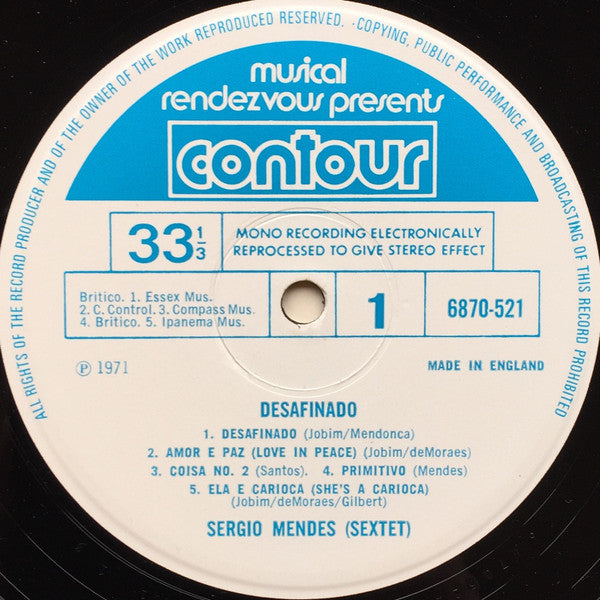 ALL RIGHTS OF THE RECORD PRODUCER AND OF THE OWNER OF THE WORK REPRODUCED RESERVED. ·COPYING, PUBLIC PERFORMANCE AND BROADCASTING OF THIS RECORD PROHIBITED
musical
rendezvous presents
contour
33 1/3
MONO RECORDING ELECTRONICALLY
REPROCESSED TO GIVE STEREO EFFECT
Britico. 1. Essex Mus.
2. C. Control. 3. Compass Mus.
4. Britico. 5. Ipanema Mus.
1
6870-521
℗ 1971
MADE IN ENGLAND
DESAFINADO
1. DESAFINADO (Jobim/Mendonca)
2. AMOR E PAZ (LOVE IN PEACE) (Jobim/deMoraes)
3. COISA NO. 2 (Santos). 4. PRIMITIVO (Mendes)
5. ELA E CARIOCA (SHE'S A CARIOCA)
(Jobim/deMoraes/Gilbert)
SERGIO MENDES (SEXTET)